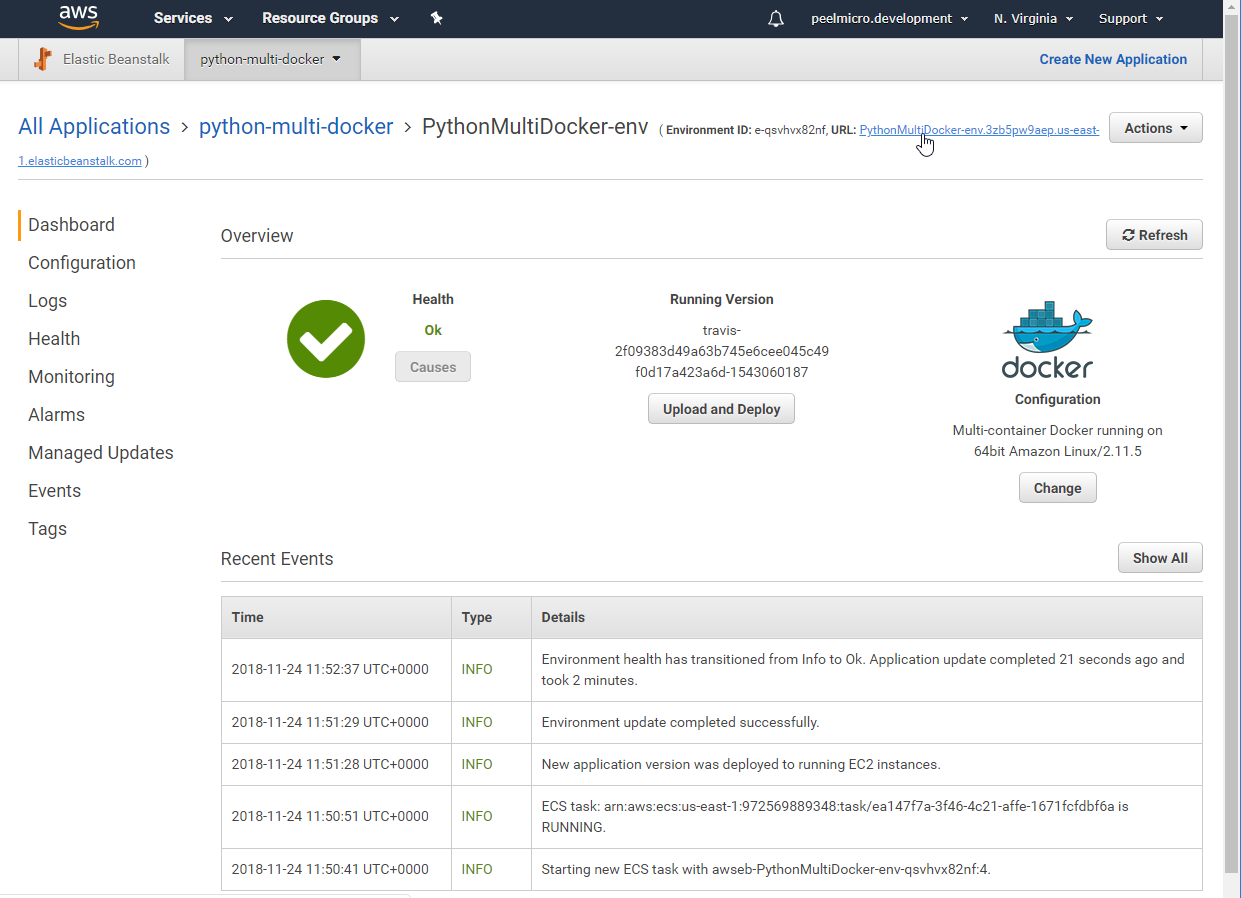 aws Services Resource Groups peelmicro.development N. Virginia Support
Elastic Beanstalk python-multi-docker Create New Application
All Applications > python-multi-docker > PythonMultiDocker-env ( Environment ID: e-qsvhvx82nf, URL: PythonMultiDocker-env.3zb5pw9aep.us-east-
1.elasticbeanstalk.com )
Actions
Dashboard
Configuration
Logs
Health
Monitoring
Alarms
Managed Updates
Events
Tags
Overview
Refresh
Health
Ok
Causes
Running Version
travis-
2f09383d49a63b745e6cee045c49
f0d17a423a6d-1543060187
Upload and Deploy
docker
Configuration
Multi-container Docker running on
64bit Amazon Linux/2.11.5
Change
Recent Events
Show All
Time Type Details
2018-11-24 11:52:37 UTC+0000 INFO Environment health has transitioned from Info to Ok. Application update completed 21 seconds ago and
took 2 minutes.
2018-11-24 11:51:29 UTC+0000 INFO Environment update completed successfully.
2018-11-24 11:51:28 UTC+0000 INFO New application version was deployed to running EC2 instances.
2018-11-24 11:50:51 UTC+0000 INFO ECS task: arn:aws:ecs:us-east-1:972569889348:task/ea147f7a-3f46-4c21-affe-1671fcfdbf6a is
RUNNING.
2018-11-24 11:50:41 UTC+0000 INFO Starting new ECS task with awseb-PythonMultiDocker-env-qsvhvx82nf:4.